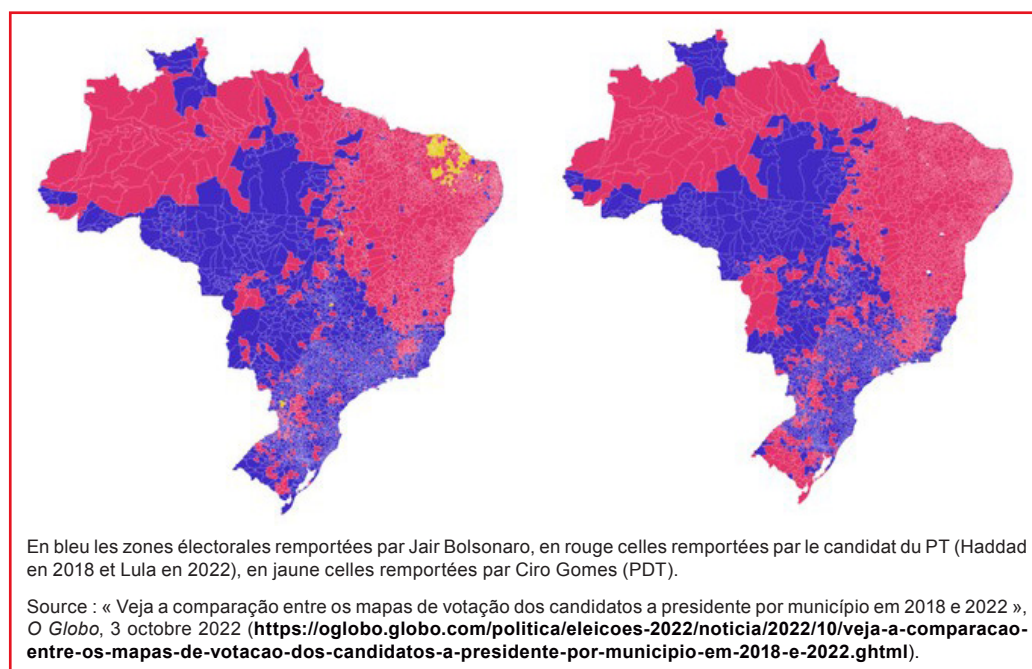 En bleu les zones électorales remportées par Jair Bolsonaro, en rouge celles remportées par le candidat du PT (Haddad
en 2018 et Lula en 2022), en jaune celles remportées par Ciro Gomes (PDT).
Source : « Veja a comparação entre os mapas de votação dos candidatos a presidente por município em 2018 e 2022 »,
O Globo, 3 octobre 2022 (https://oglobo.globo.com/politica/eleicoes-2022/noticia/2022/10/veja-a-comparacao-
entre-os-mapas-de-votacao-dos-candidatos-a-presidente-por-municipio-em-2018-e-2022.ghtml).